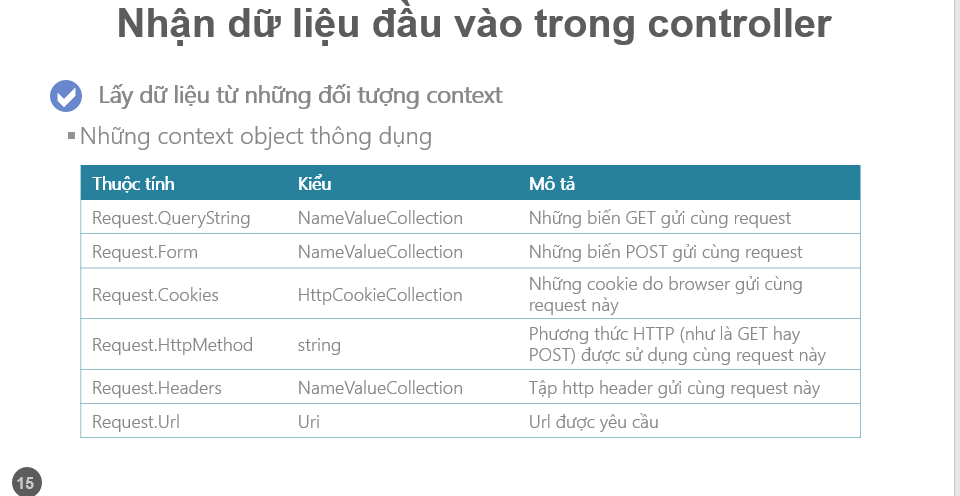 Nhận dữ liệu đầu vào trong controller
Lấy dữ liệu từ những đối tượng context
Những context object thông dụng
Thuộc tính Kiểu Mô tả
Request.QueryString NameValueCollection Những biến GET gửi cùng request
Request.Form NameValueCollection Những biến POST gửi cùng request
Request.Cookies HttpCookieCollection Những cookie do browser gửi cùng
request này
Request.HttpMethod string Phương thức HTTP (như là GET hay
POST) được sử dụng cùng request này
Request.Headers NameValueCollection Tập http header gửi cùng request này
Request.Url Uri Url được yêu cầu
15